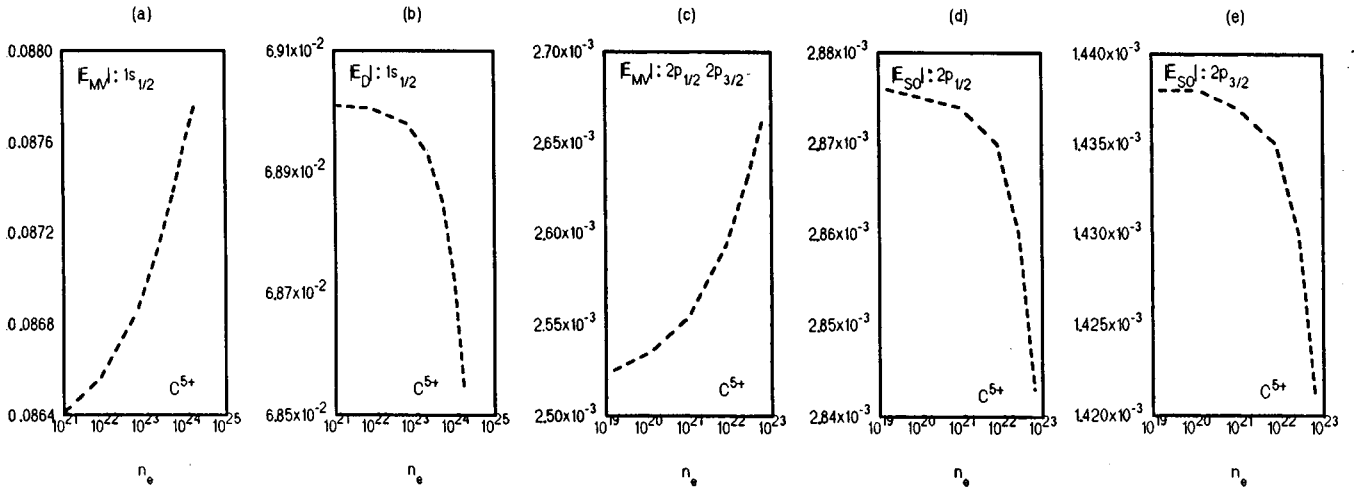 (a) (b) (c) (d) (e)
|E_MV|: 1s_1/2
0.0880
0.0876
0.0872
0.0868
0.0864
10^21 10^22 10^23 10^24 10^25
C^5+
n_e
|E_D|: 1s_1/2
6.91x10^-2
6.89x10^-2
6.87x10^-2
6.85x10^-2
10^21 10^22 10^23 10^24 10^25
C^5+
n_e
|E_MV|: 2p_1/2 2p_3/2
2.70x10^-3
2.65x10^-3
2.60x10^-3
2.55x10^-3
2.50x10^-3
10^19 10^20 10^21 10^22 10^23
C^5+
n_e
|E_SO|: 2p_1/2
2.88x10^-3
2.87x10^-3
2.86x10^-3
2.85x10^-3
2.84x10^-3
10^19 10^20 10^21 10^22 10^23
C^5+
n_e
|E_SO|: 2p_3/2
1.440x10^-3
1.435x10^-3
1.430x10^-3
1.425x10^-3
1.420x10^-3
10^19 10^20 10^21 10^22 10^23
C^5+
n_e